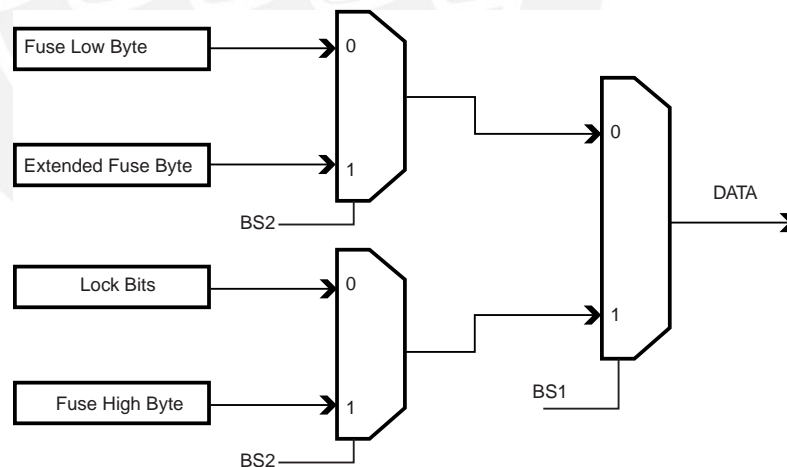 Fuse Low Byte
0
Extended Fuse Byte
1
BS2
0
DATA
Lock Bits
0
1
Fuse High Byte
1
BS1
BS2